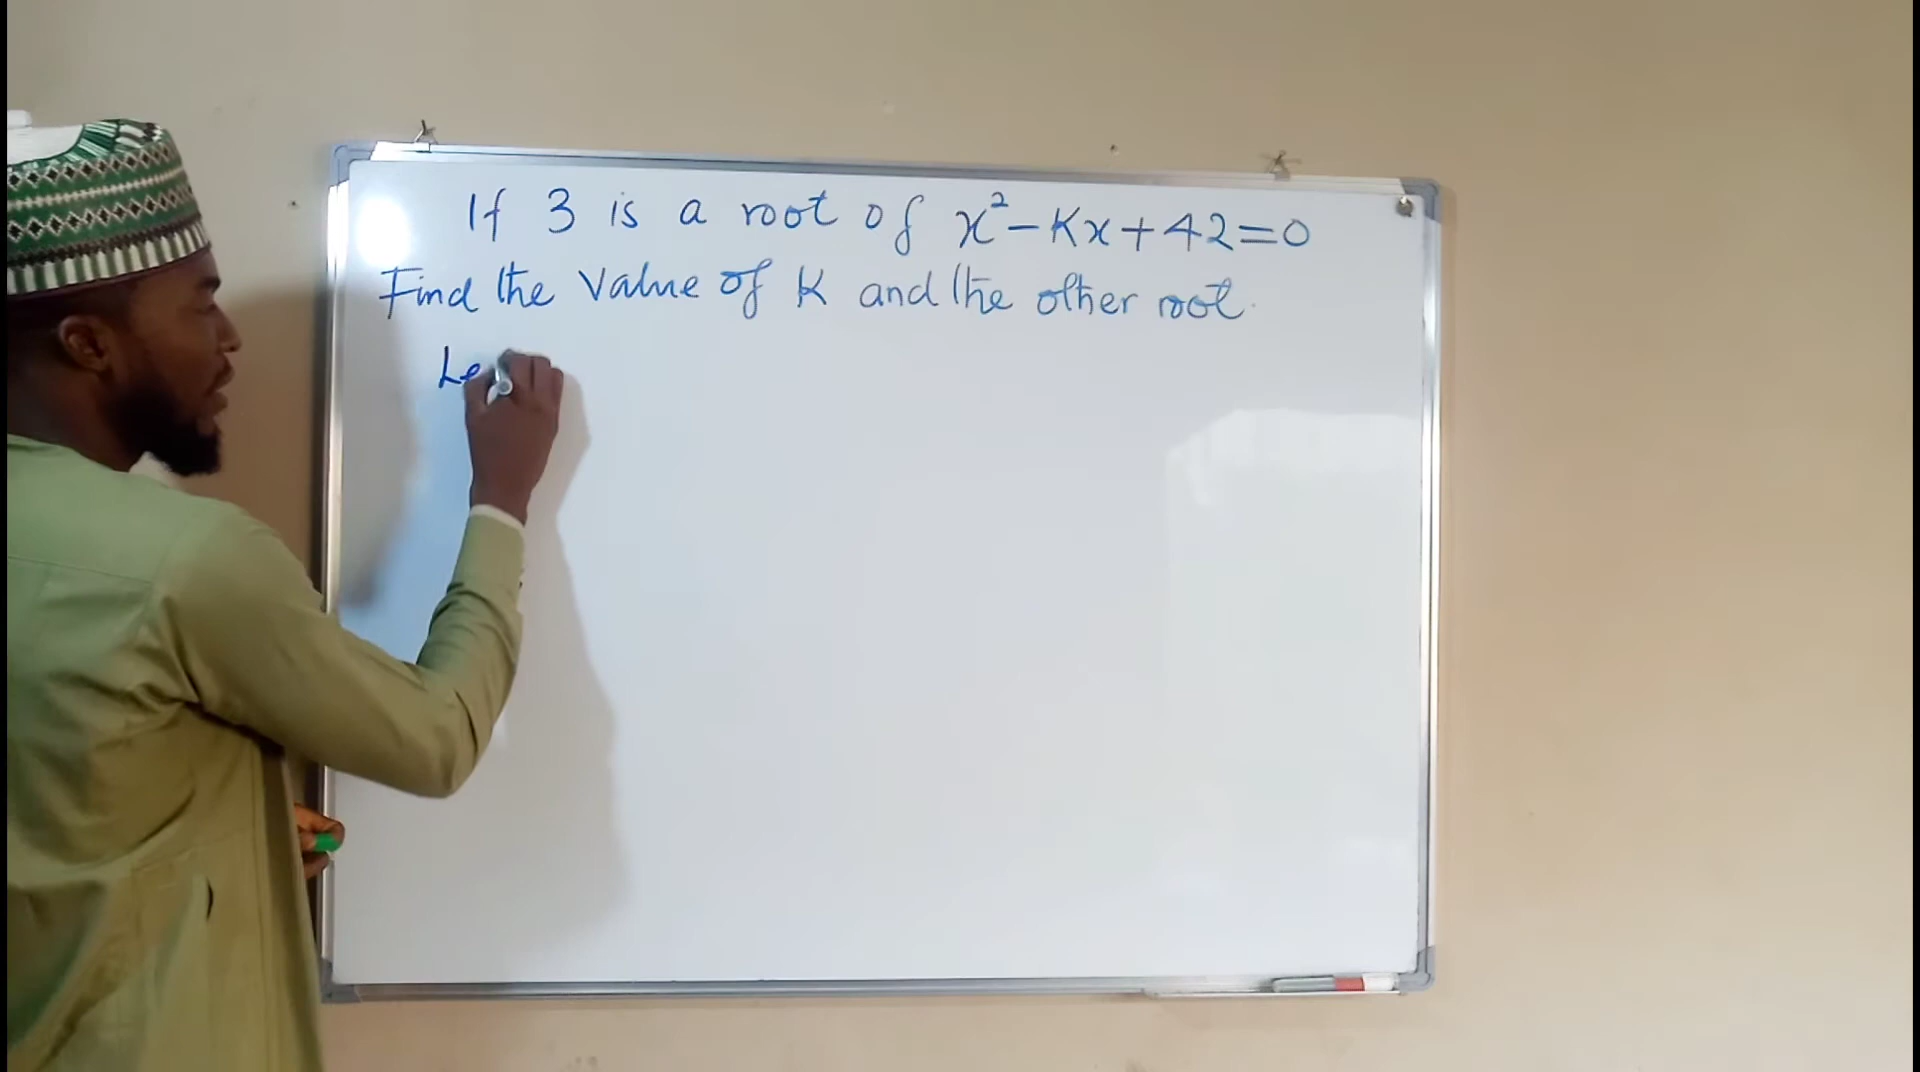 If 3 is a root of x²-Kx+42=0
Find the value of K and the other root.
Le